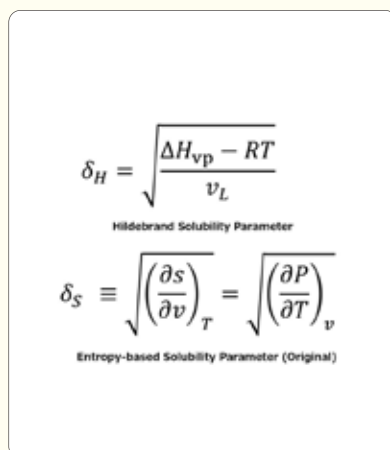 δ_H = √((ΔH_vp − RT) / v_L)
Hildebrand Solubility Parameter
δ_S ≡ √((∂s/∂v)_T) = √((∂P/∂T)_v)
Entropy-based Solubility Parameter (Original)